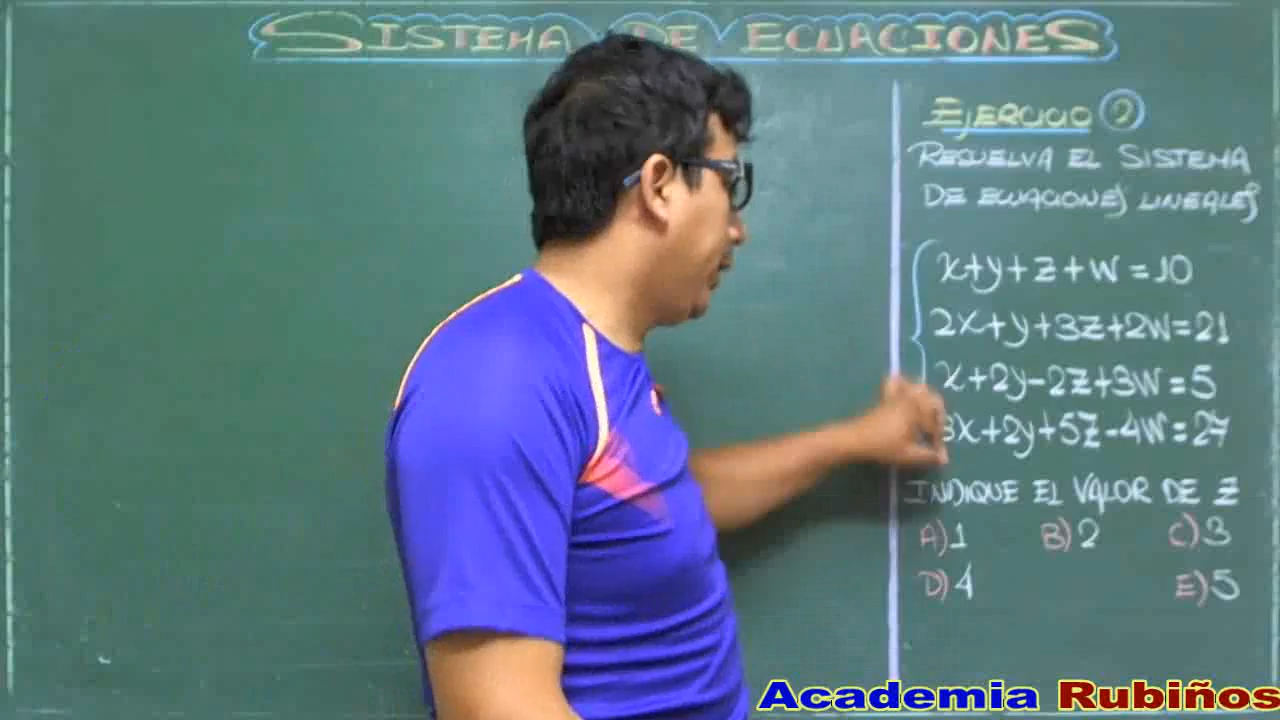 SISTEMA DE ECUACIONES
EJERCICIO 2
RESUELVA EL SISTEMA
DE ECUACIONES LINEALES
x+y+z+w=10
2x+y+3z+2w=21
x+2y-2z+3w=5
3x+2y+5z-4w=27
INDIQUE EL VALOR DE Z
A) 1 B) 2 C) 3
D) 4 E) 5
Academia Rubiños